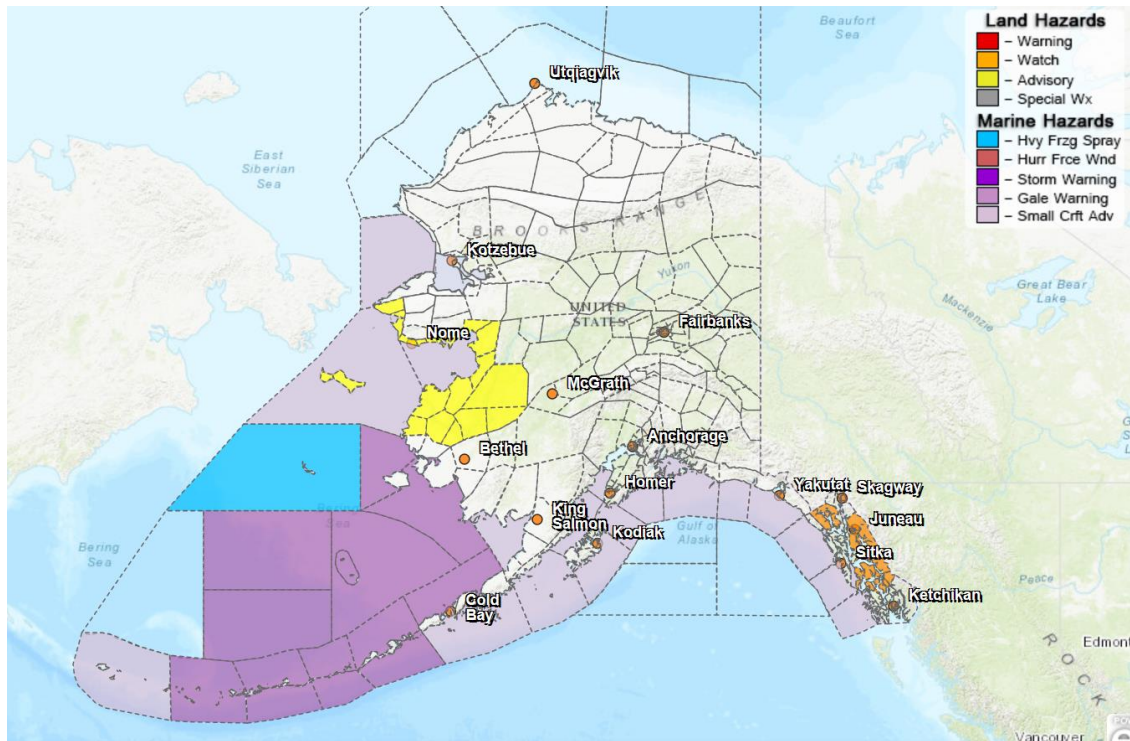 Beaufort
Sea
Land Hazards
– Warning
– Watch
– Advisory
– Special Wx
Marine Hazards
– Hvy Frzg Spray
– Hurr Frce Wnd
– Storm Warning
– Gale Warning
– Small Crft Adv
Utqiagvik
East
Siberian
Sea
BROOKS RANGE
Kotzebue
Yukon
Great Bear
Lake
Mackenzie
UNITED
STATES
Nome
Fairbanks
McGrath
Anchorage
Bethel
Homer
Yakutat
Skagway
King
Salmon
Juneau
Kodiak
Gulf of
Alaska
Sea
Bering
Sea
Sitka
Peace
Cold
Bay
Ketchikan
Edmont
ROCK
Vancouver